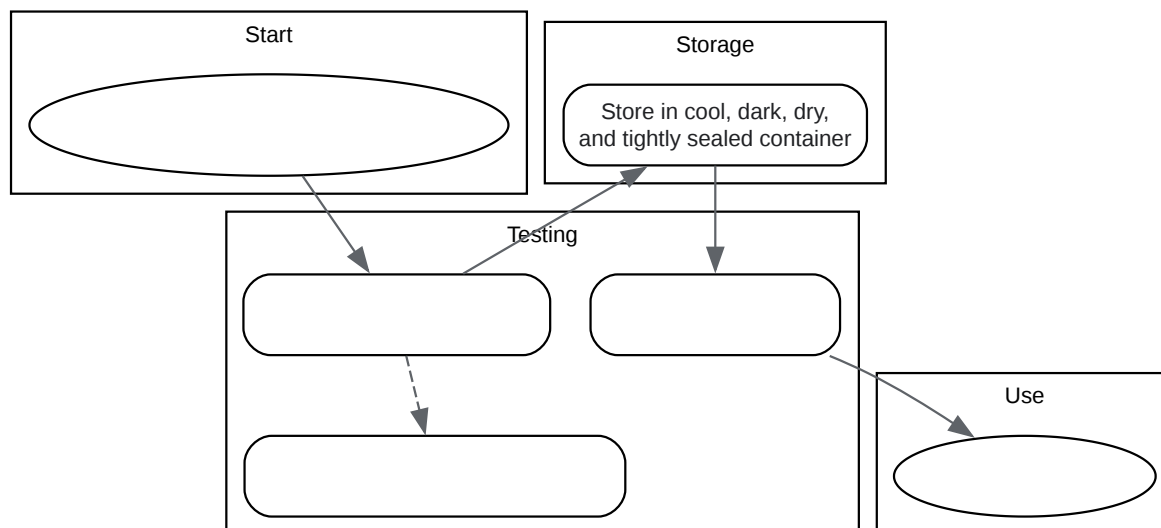 Start
Storage
Store in cool, dark, dry,
and tightly sealed container
Testing
Use